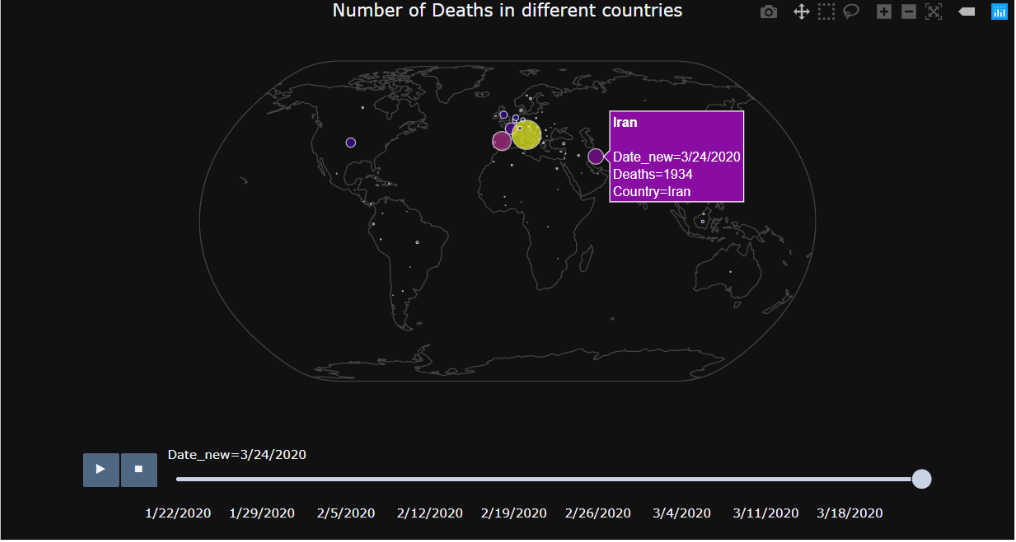 Number of Deaths in different countries
Iran
Date_new=3/24/2020
Deaths=1934
Country=Iran
Date_new=3/24/2020
1/22/2020 1/29/2020 2/5/2020 2/12/2020 2/19/2020 2/26/2020 3/4/2020 3/11/2020 3/18/2020